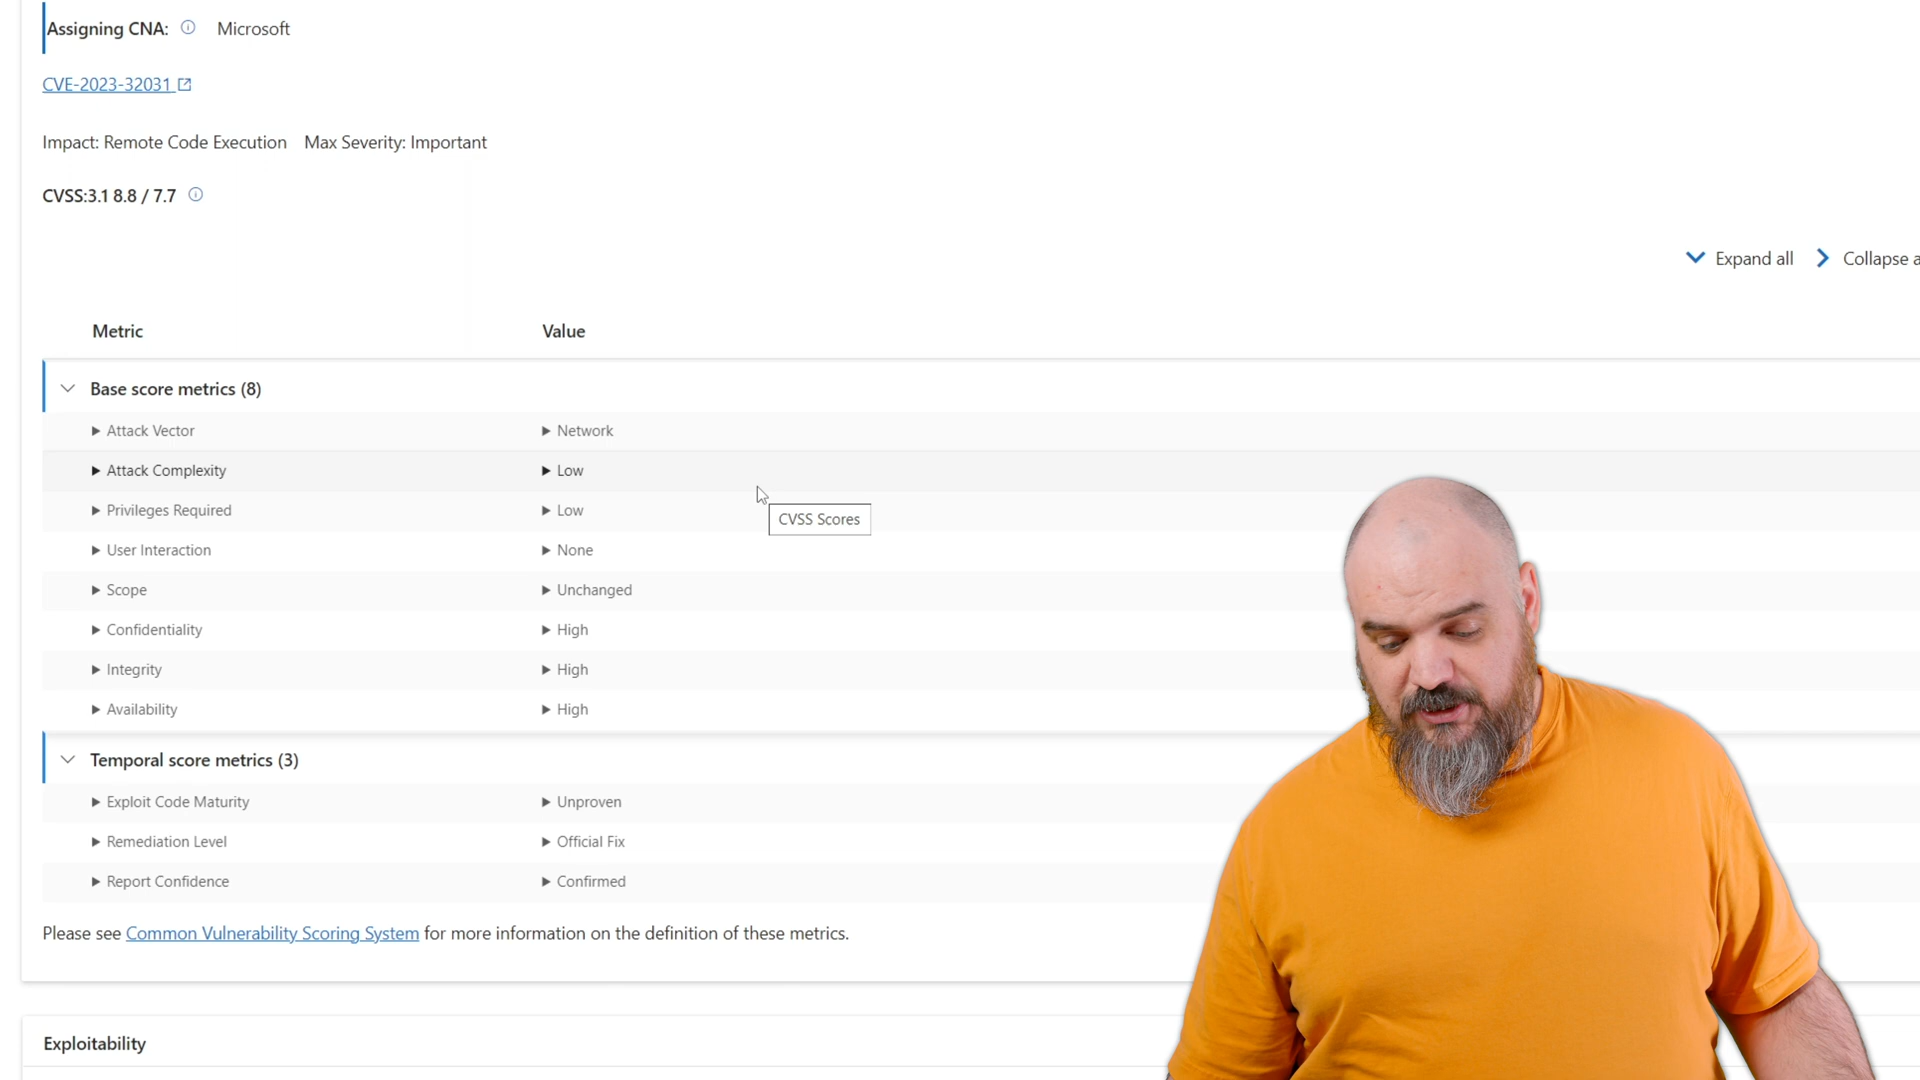 Assigning CNA: Microsoft
CVE-2023-32031
Impact: Remote Code Execution Max Severity: Important
CVSS:3.1 8.8 / 7.7
Expand all Collapse a
Metric Value
Base score metrics (8)
Attack Vector Network
Attack Complexity Low
Privileges Required Low
CVSS Scores
User Interaction None
Scope Unchanged
Confidentiality High
Integrity High
Availability High
Temporal score metrics (3)
Exploit Code Maturity Unproven
Remediation Level Official Fix
Report Confidence Confirmed
Please see Common Vulnerability Scoring System for more information on the definition of these metrics.
Exploitability